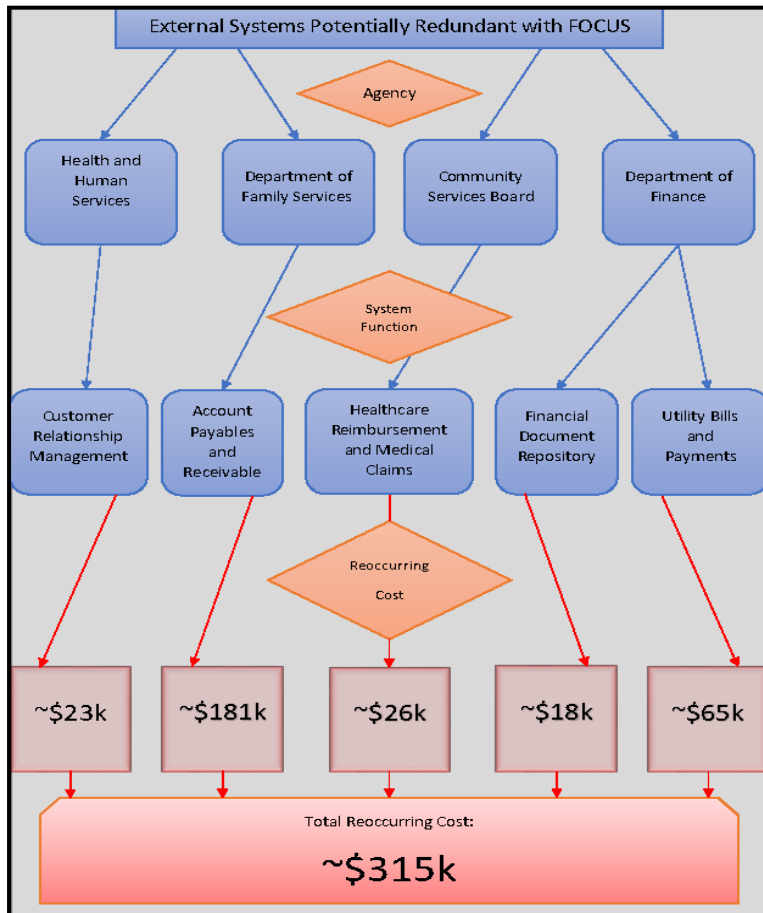 External Systems Potentially Redundant with FOCUS
Agency
Health and
Human
Services
Department of
Family Services
Community
Services Board
Department of
Finance
System
Function
Customer
Relationship
Management
Account
Payables
and
Receivable
Healthcare
Reimbursement
and Medical
Claims
Financial
Document
Repository
Utility Bills
and
Payments
Reoccurring
Cost
~$23k
~$181k
~$26k
~$18k
~$65k
Total Reoccurring Cost:
~$315k